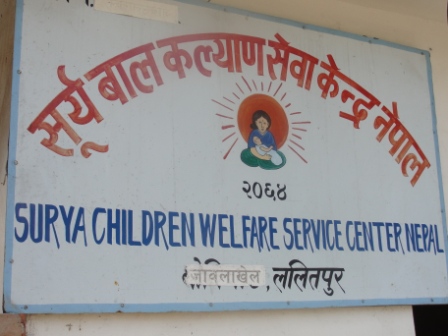 सूर्य बाल कल्याण सेवा केन्द्र नेपाल
२०६४
SURYA CHILDREN WELFARE SERVICE CENTER NEPAL
जावलाखेल ,ललितपुर